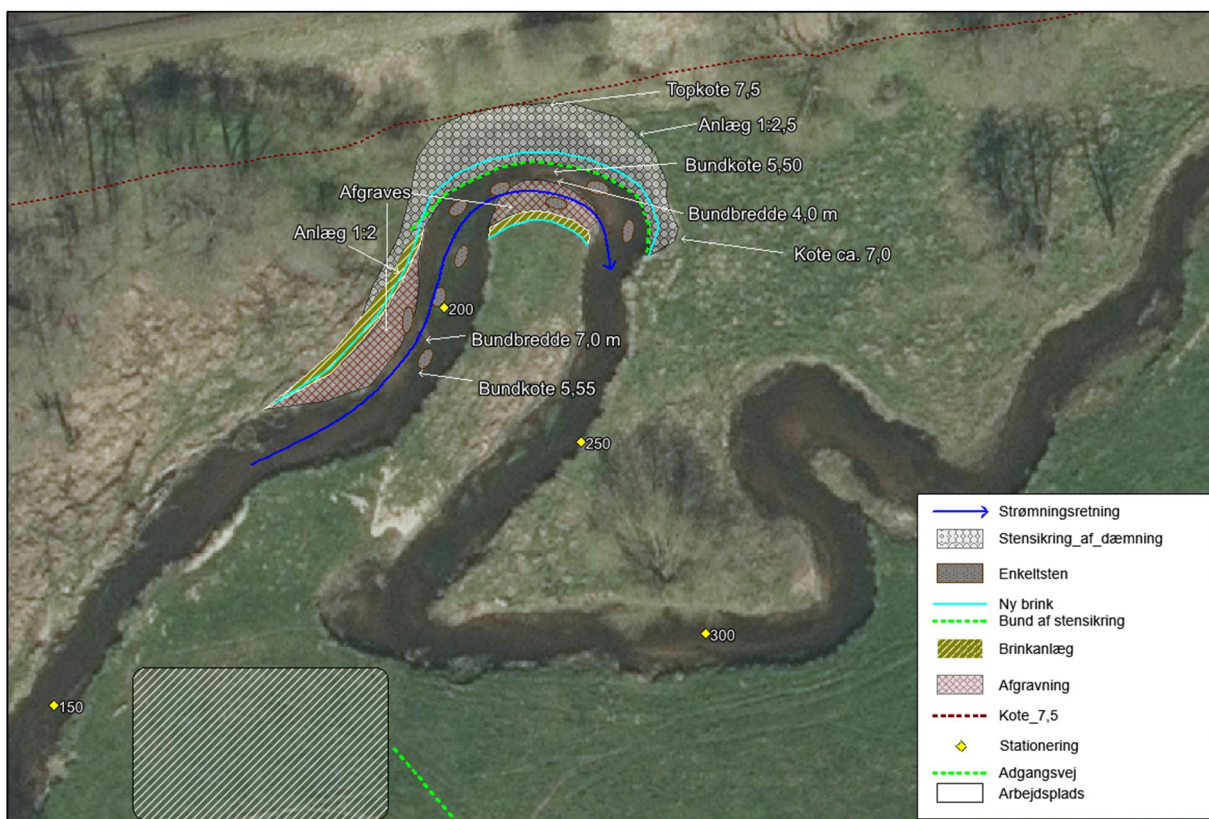 Topkote 7,5
Anlæg 1:2,5
Bundkote 5,50
Afgraves
Bundbredde 4,0 m
Anlæg 1:2
Kote ca. 7,0
200
Bundbredde 7,0 m
Bundkote 5,55
250
300
150
Strømningsretning
Stensikring_af_dæmning
Enkeltsten
Ny brink
Bund af stensikring
Brinkanlæg
Afgravning
Kote_7,5
Stationering
Adgangsvej
Arbejdsplads